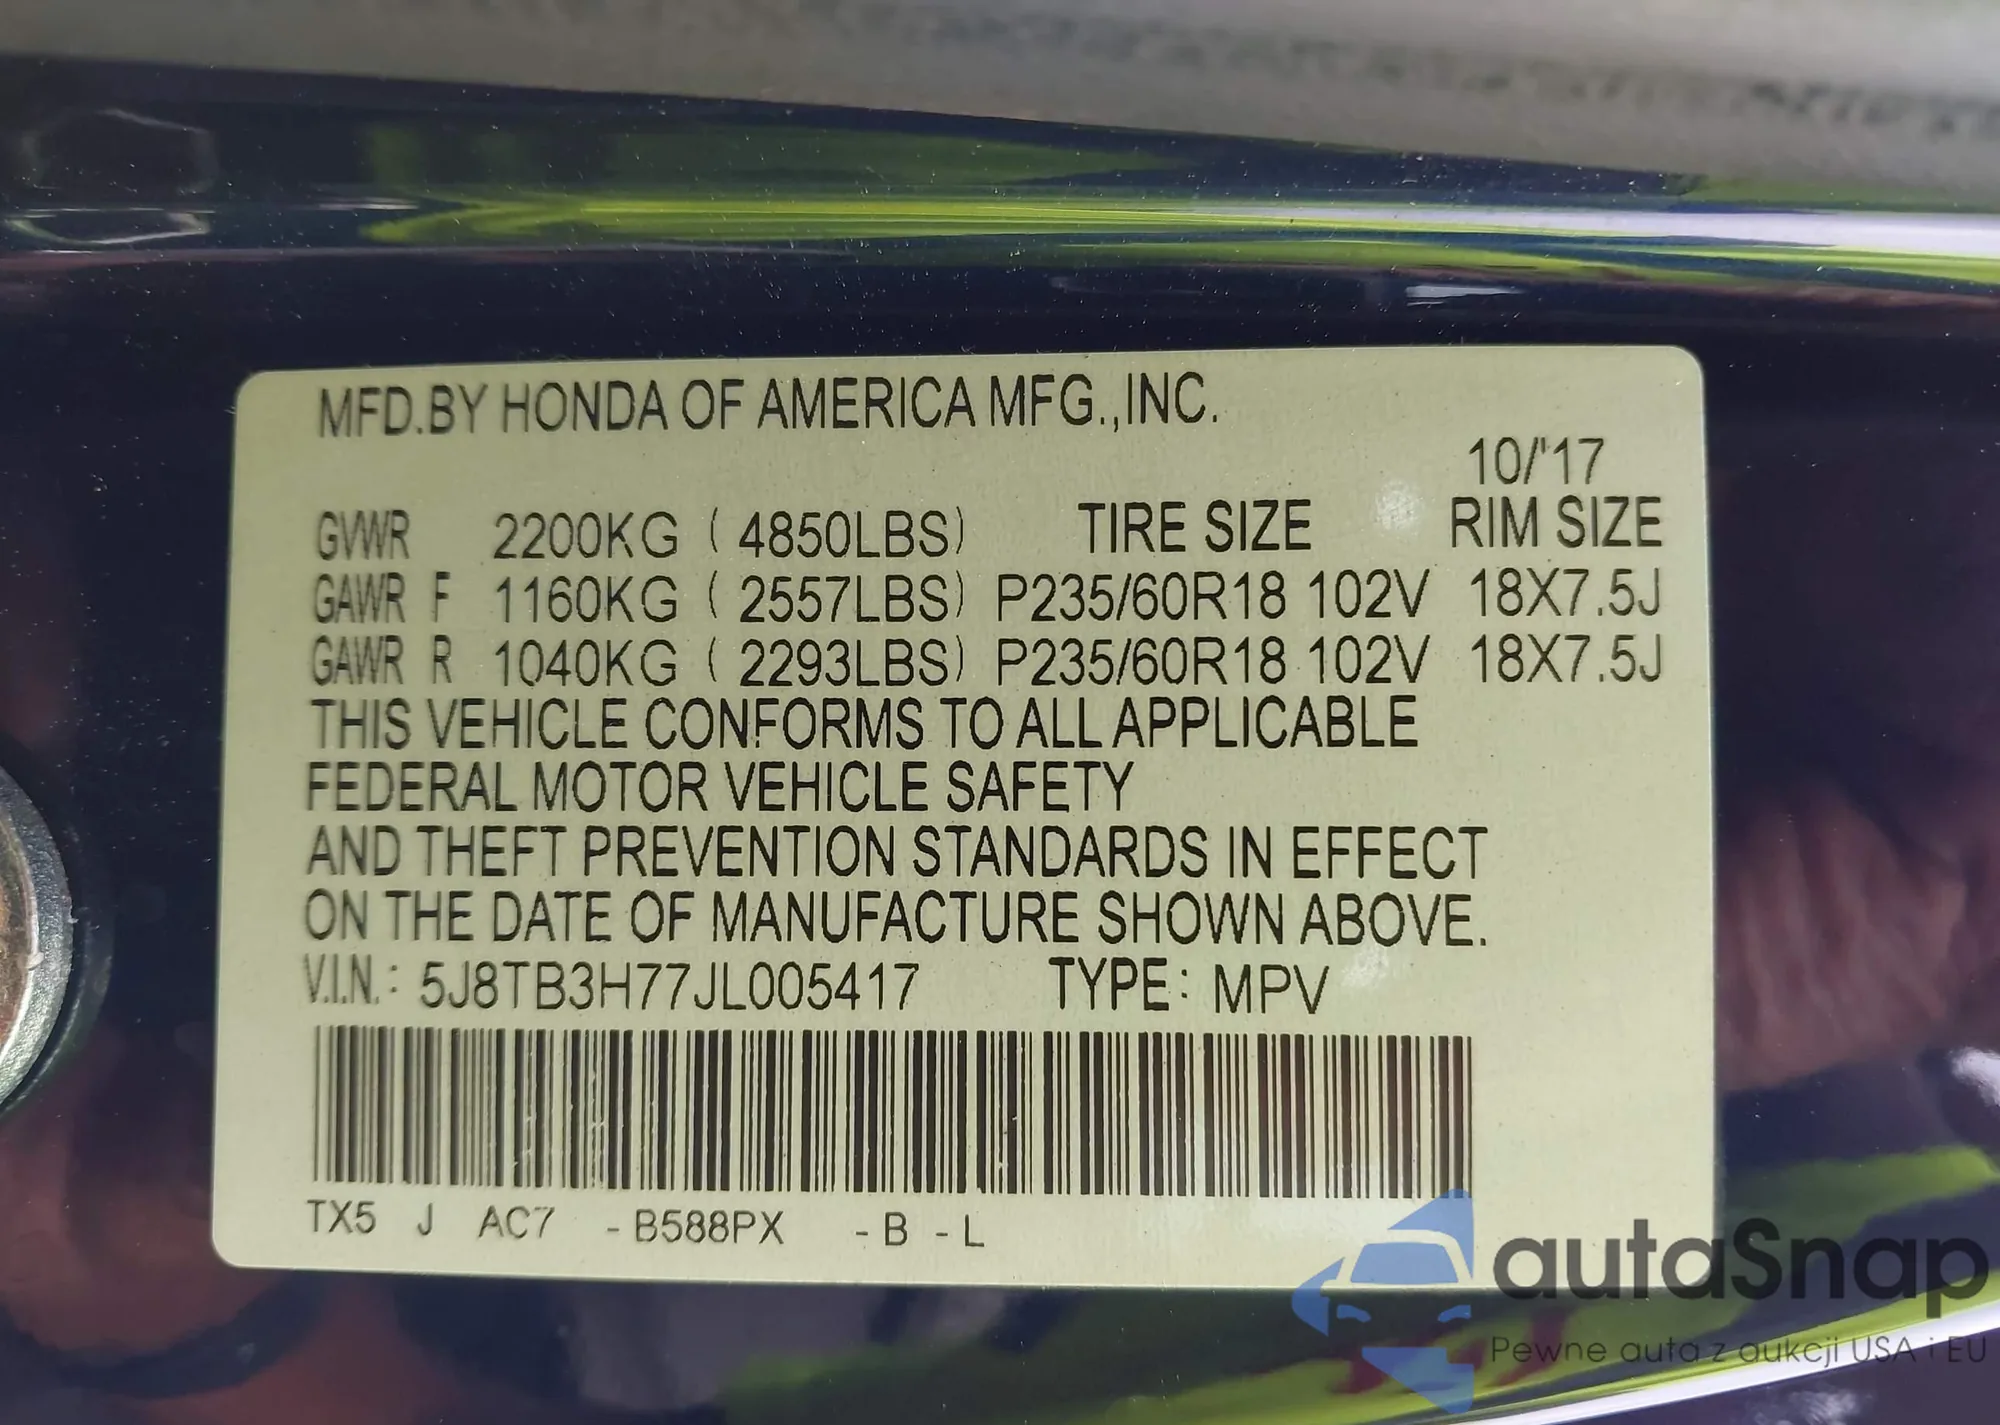 MFD.BY HONDA OF AMERICA MFG.,INC.
10/'17
GVWR 2200KG ( 4850LBS) TIRE SIZE RIM SIZE
GAWR F 1160KG ( 2557LBS) P235/60R18 102V 18X7.5J
GAWR R 1040KG ( 2293LBS) P235/60R18 102V 18X7.5J
THIS VEHICLE CONFORMS TO ALL APPLICABLE
FEDERAL MOTOR VEHICLE SAFETY
AND THEFT PREVENTION STANDARDS IN EFFECT
ON THE DATE OF MANUFACTURE SHOWN ABOVE.
V.I.N.: 5J8TB3H77JL005417 TYPE: MPV
TX5 J AC7 -B588PX -B -L
autaSnap
Pewne auta z aukcji USA i EU